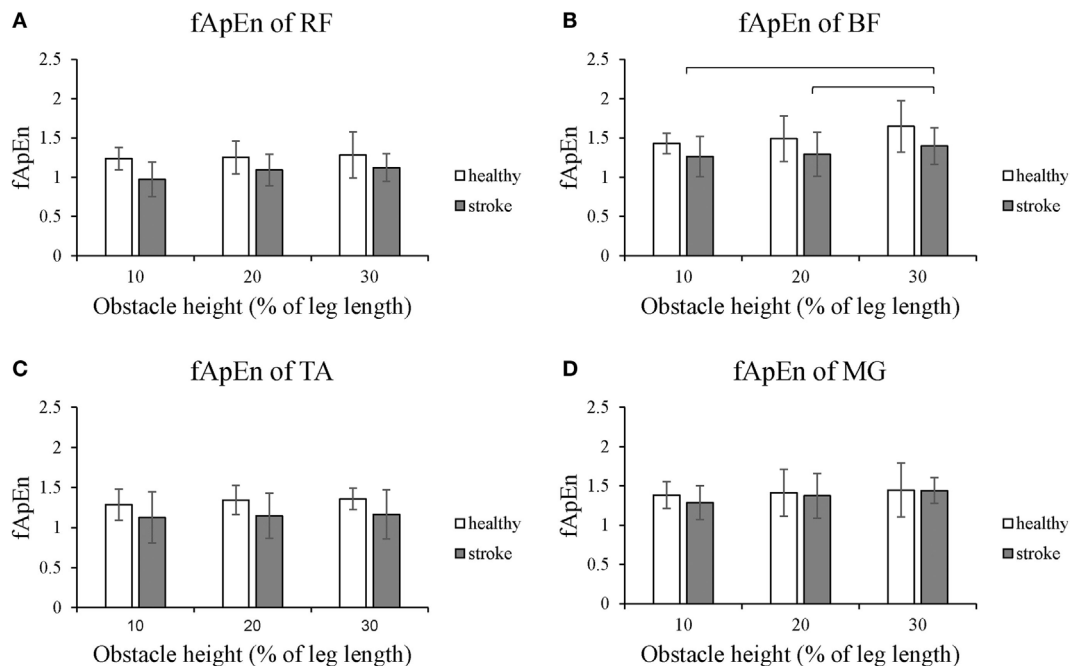 A
fApEn of RF
2.5
2
1.5
1
0.5
0
fApEn
10 20 30
Obstacle height (% of leg length)
healthy
stroke
B
fApEn of BF
2.5
2
1.5
1
0.5
0
fApEn
10 20 30
Obstacle height (% of leg length)
healthy
stroke
C
fApEn of TA
2.5
2
1.5
1
0.5
0
fApEn
10 20 30
Obstacle height (% of leg length)
healthy
stroke
D
fApEn of MG
2.5
2
1.5
1
0.5
0
fApEn
10 20 30
Obstacle height (% of leg length)
healthy
stroke